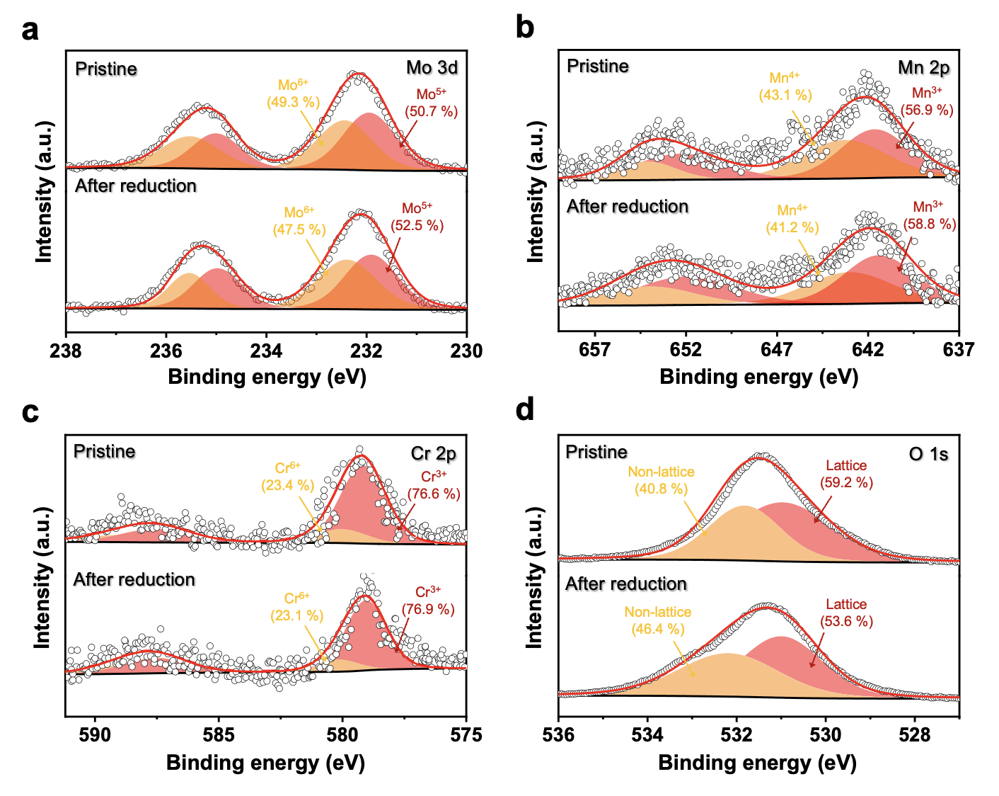 a
Pristine
Mo 3d
Mo⁶⁺
(49.3 %)
Mo⁵⁺
(50.7 %)
After reduction
Mo⁶⁺
(47.5 %)
Mo⁵⁺
(52.5 %)
Intensity (a.u.)
238 236 234 232 230
Binding energy (eV)
b
Pristine
Mn 2p
Mn⁴⁺
(43.1 %)
Mn³⁺
(56.9 %)
After reduction
Mn⁴⁺
(41.2 %)
Mn³⁺
(58.8 %)
Intensity (a.u.)
657 652 647 642 637
Binding energy (eV)
c
Pristine
Cr 2p
Cr⁶⁺
(23.4 %)
Cr³⁺
(76.6 %)
After reduction
Cr⁶⁺
(23.1 %)
Cr³⁺
(76.9 %)
Intensity (a.u.)
590 585 580 575
Binding energy (eV)
d
Pristine
O 1s
Non-lattice
(40.8 %)
Lattice
(59.2 %)
After reduction
Non-lattice
(46.4 %)
Lattice
(53.6 %)
Intensity (a.u.)
536 534 532 530 528
Binding energy (eV)